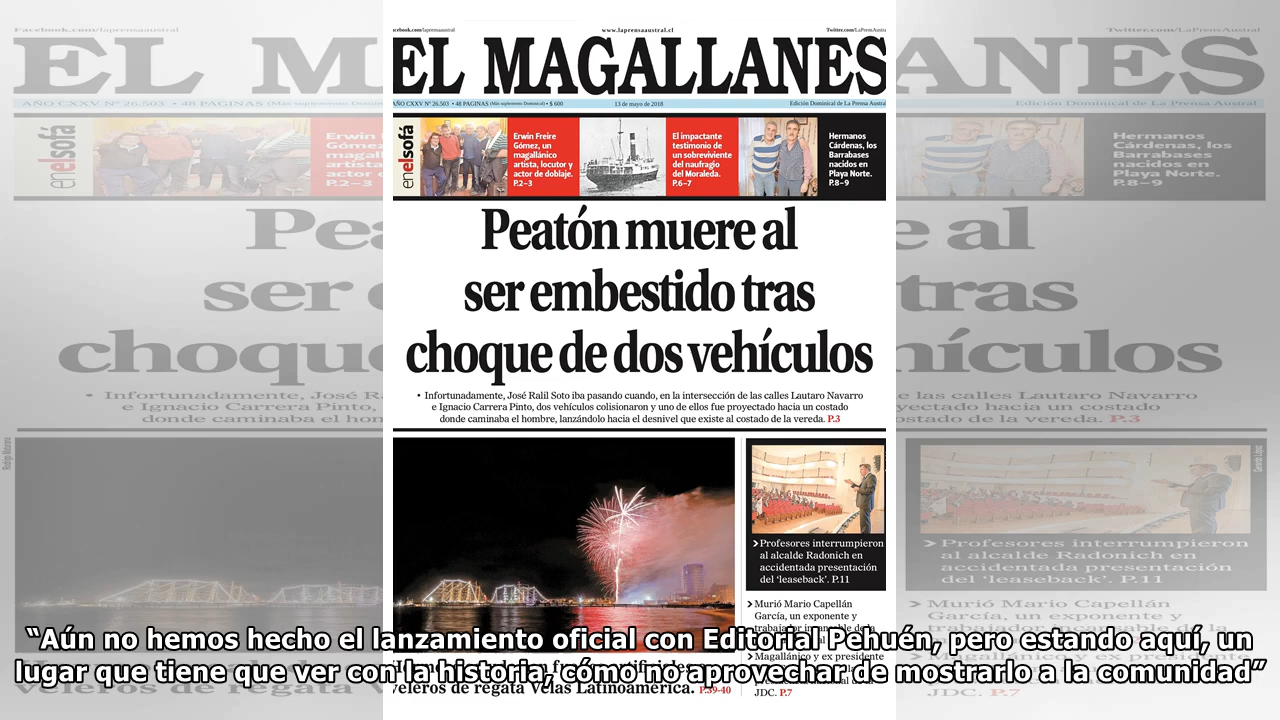 cebook.com/laprensaaustral
www.laprensaaustral.cl
Twitter.com/LaPrensAustra
EL MAGALLANES
AÑO CXXV Nº 26.503 • 48 PAGINAS (Más suplemento Dominical) • $ 600
13 de mayo de 2018
Edición Dominical de La Prensa Austral
enelsofá
Erwin Freire
Gómez, un
magallánico
artista, locutor y
actor de doblaje.
P.2-3
El impactante
testimonio de
un sobreviviente
del naufragio
del Moraleda.
P.6-7
Hermanos
Cárdenas, los
Barrabases
nacidos en
Playa Norte.
P.8-9
Peatón muere al
ser embestido tras
choque de dos vehículos
• Infortunadamente, José Ralil Soto iba pasando cuando, en la intersección de las calles Lautaro Navarro
e Ignacio Carrera Pinto, dos vehículos colisionaron y uno de ellos fue proyectado hacia un costado
donde caminaba el hombre, lanzándolo hacia el desnivel que existe al costado de la vereda. P.3
Profesores interrumpieron
al alcalde Radonich en
accidentada presentación
del 'leaseback'. P.11
Murió Mario Capellán
García, un exponente y
Magallánico y ex presidente
JDC. P.7
veleros de regata Velas Latinoamérica. P.39-40
“Aún no hemos hecho el lanzamiento oficial con Editorial Pehuén, pero estando aquí, un
lugar que tiene que ver con la historia, cómo no aprovechar de mostrarlo a la comunidad”